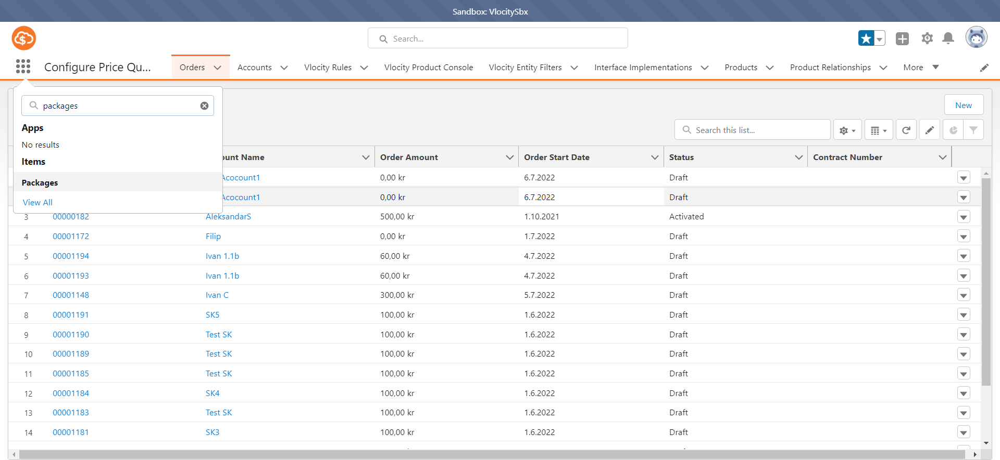 Sandbox: VlocitySbx
Search...
Configure Price Qu... Orders Accounts Vlocity Rules Vlocity Product Console Vlocity Entity Filters Interface Implementations Products Product Relationships More
packages
New
Apps
Search this list...
No results
Items
ount Name Order Amount Order Start Date Status Contract Number
Acocount1 0,00 kr 6.7.2022 Draft
Packages
Acocount1 0,00 kr 6.7.2022 Draft
View All
3 00000182 AleksandarS 500,00 kr 1.10.2021 Activated
4 00001172 Filip 0,00 kr 1.7.2022 Draft
5 00001194 Ivan 1.1b 60,00 kr 4.7.2022 Draft
6 00001193 Ivan 1.1b 60,00 kr 4.7.2022 Draft
7 00001148 Ivan C 300,00 kr 5.7.2022 Draft
8 00001191 SK5 100,00 kr 1.6.2022 Draft
9 00001190 Test SK 100,00 kr 1.6.2022 Draft
10 00001189 Test SK 100,00 kr 1.6.2022 Draft
11 00001185 Test SK 100,00 kr 1.6.2022 Draft
12 00001184 SK4 100,00 kr 1.6.2022 Draft
13 00001183 Test SK 100,00 kr 1.6.2022 Draft
14 00001181 SK3 100,00 kr 1.6.2022 Draft